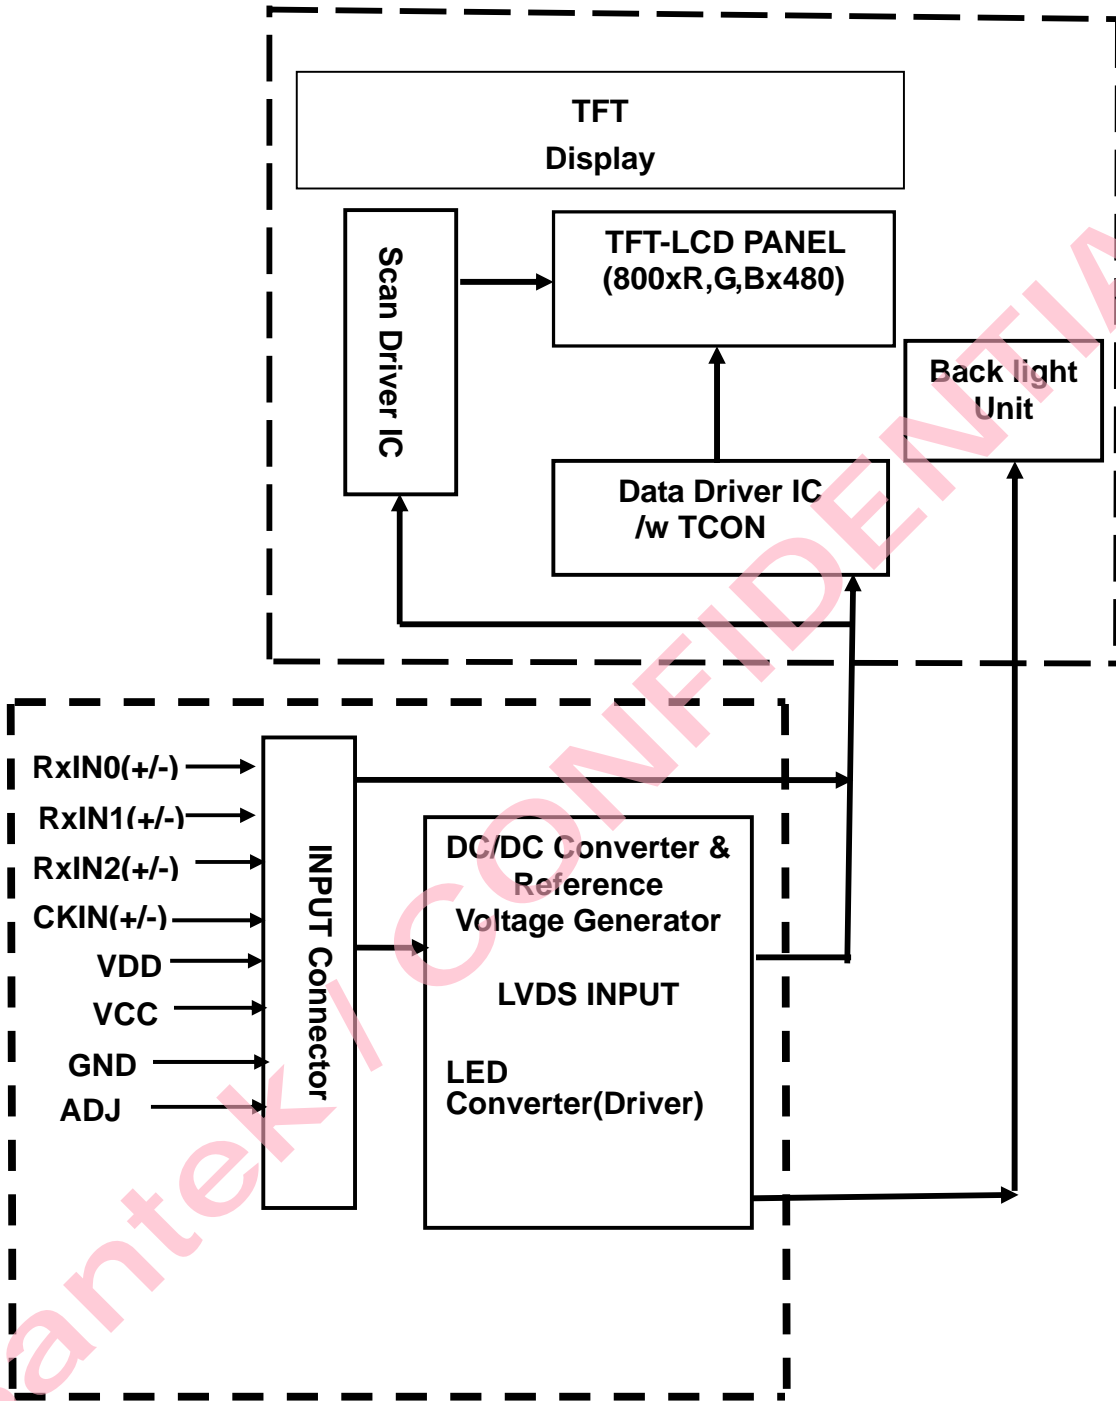 TFT
Display
Scan Driver IC
TFT-LCD PANEL
(800xR,G,Bx480)
Back light
Unit
Data Driver IC
/w TCON
RxIN0(+/-)
RxIN1(+/-)
RxIN2(+/-)
CKIN(+/-)
VDD
VCC
GND
ADJ
INPUT Connector
DC/DC Converter &
Reference
Voltage Generator
LVDS INPUT
LED
Converter(Driver)
/ CONFIDENTIA